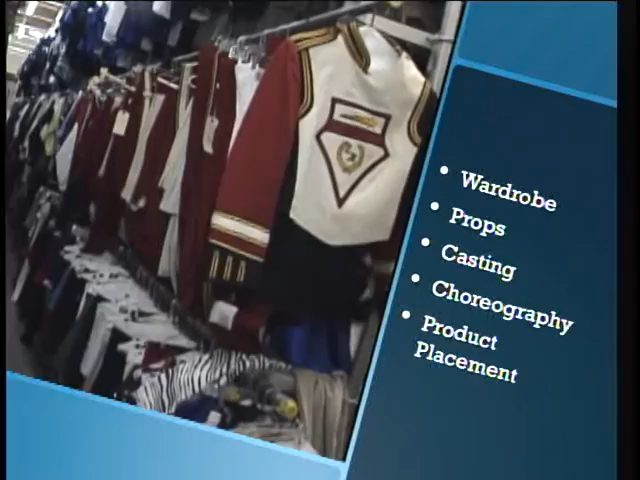 • Wardrobe
• Props
• Casting
• Choreography
• Product
Placement